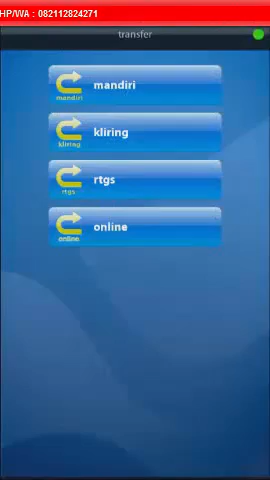 HP/WA : 082112824271
transfer
mandiri
mandiri
kliring
kliring
rtgs
rtgs
online
online